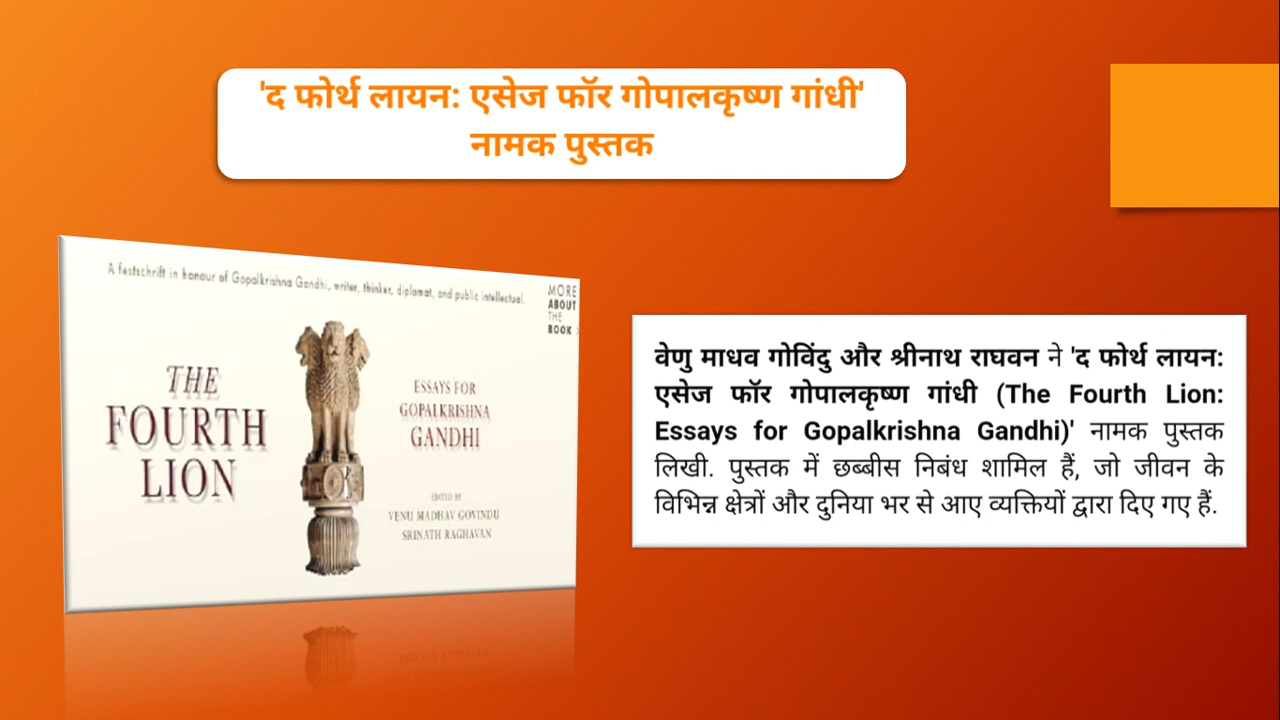 'द फोर्थ लायन: एसेज फॉर गोपालकृष्ण गांधी'
नामक पुस्तक
A festschrift in honour of Gopalkrishna Gandhi, writer, thinker, diplomat, and public intellectual.
MORE
ABOUT
THE
BOOK
THE
FOURTH
LION
ESSAYS FOR
GOPALKRISHNA
GANDHI
EDITED BY
VENU MADHAV GOVINDU
SRINATH RAGHAVAN
वेणु माधव गोविंदु और श्रीनाथ राघवन ने 'द फोर्थ लायन:
एसेज फॉर गोपालकृष्ण गांधी (The Fourth Lion:
Essays for Gopalkrishna Gandhi)' नामक पुस्तक
लिखी. पुस्तक में छब्बीस निबंध शामिल हैं, जो जीवन के
विभिन्न क्षेत्रों और दुनिया भर से आए व्यक्तियों द्वारा दिए गए हैं.